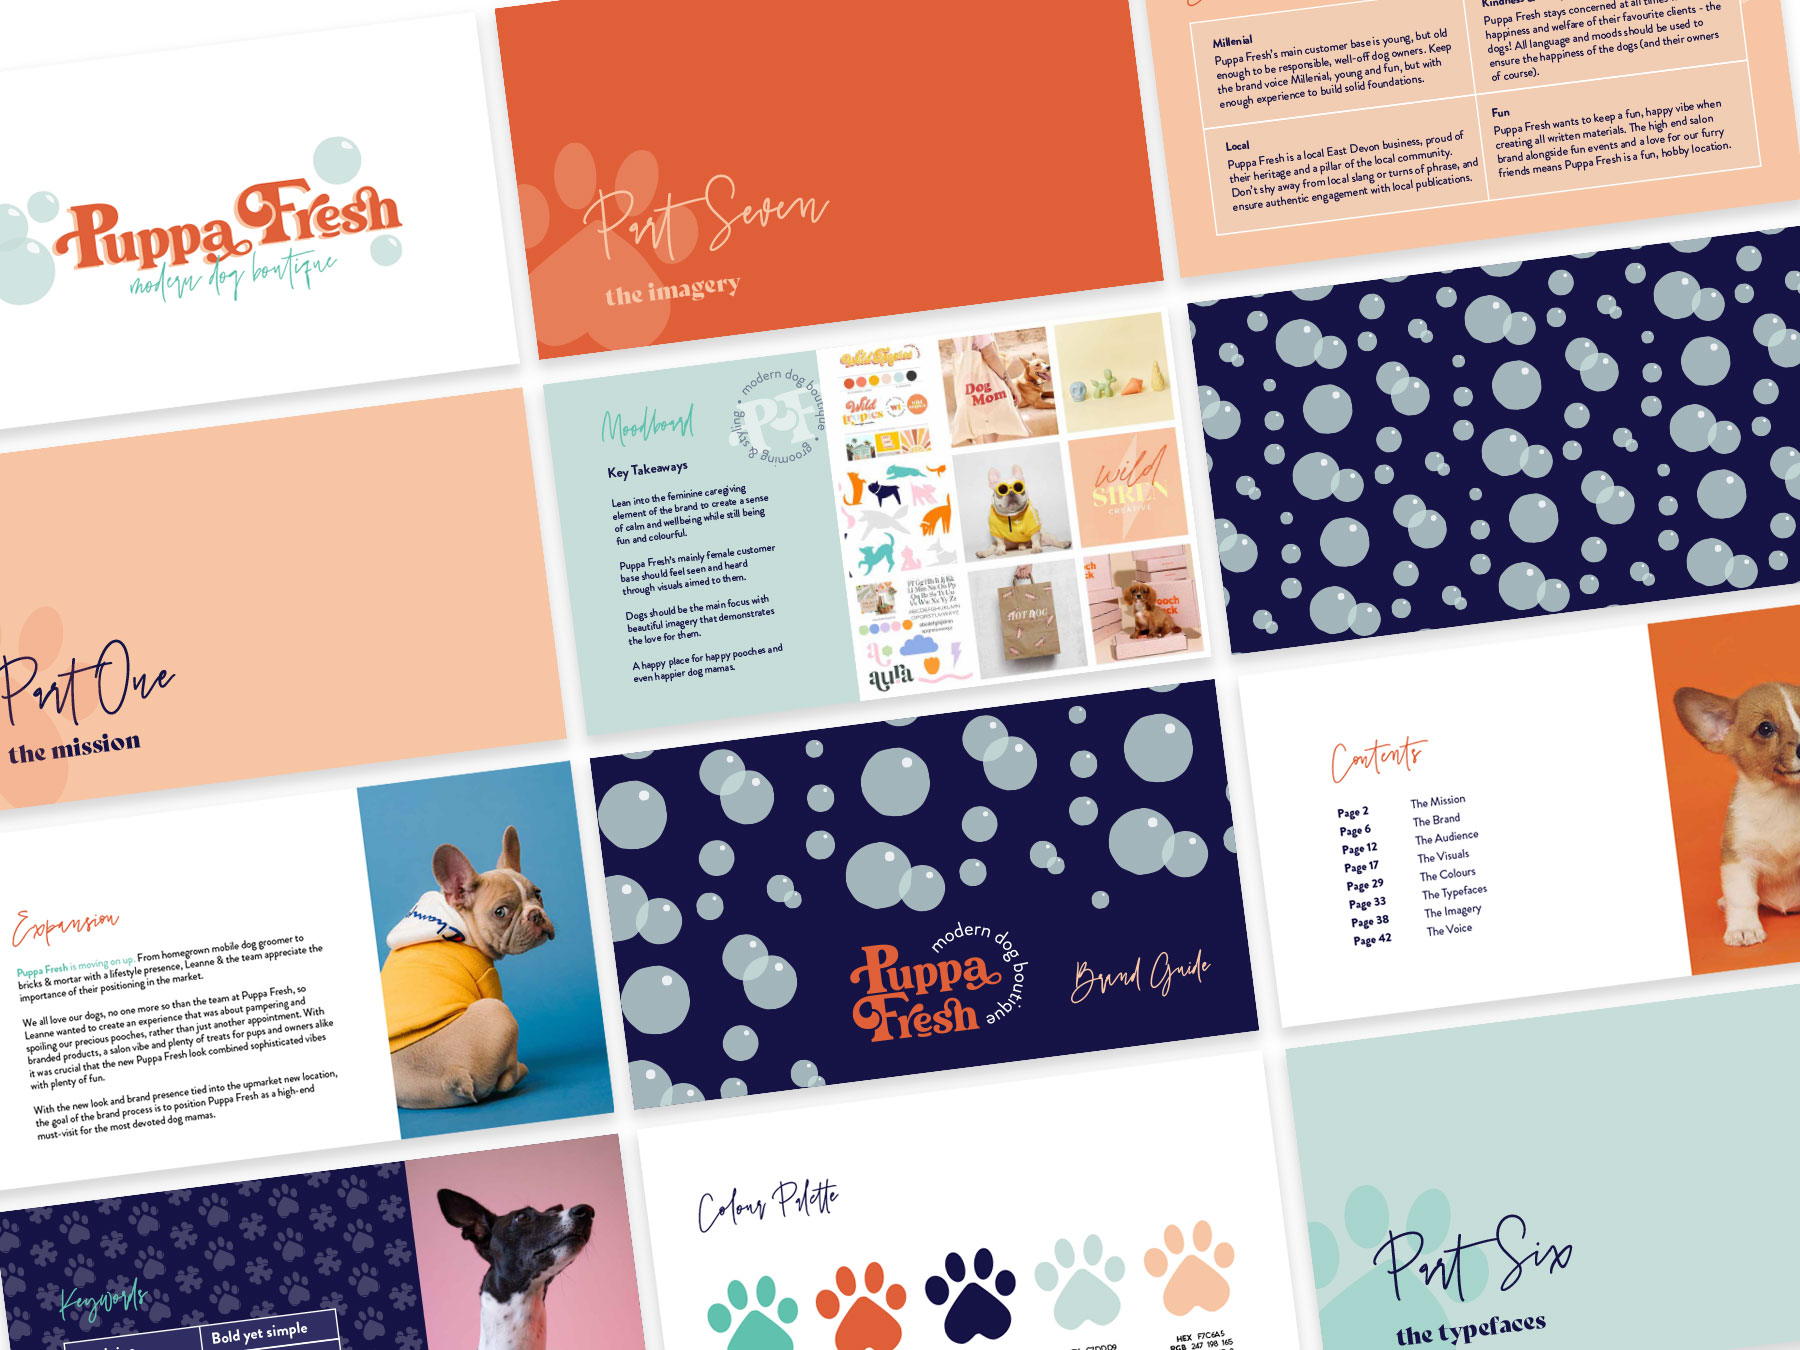 Puppa Fresh
modern dog boutique
Part Seven
the imagery
Millenial
Puppa Fresh's main customer base is young, but old
enough to be responsible, well-off dog owners. Keep
the brand voice Millenial, young and fun, but with
enough experience to build solid foundations.
Puppa Fresh stays concerned at all times
happiness and welfare of their favourite clients - the
dogs! All language and moods should be used to
ensure the happiness of the dogs (and their owners
of course).
Local
Puppa Fresh is a local East Devon business, proud of
their heritage and a pillar of the local community.
Don't shy away from local slang or turns of phrase, and
ensure authentic engagement with local publications.
Fun
Puppa Fresh wants to keep a fun, happy vibe when
creating all written materials. The high end salon
brand alongside fun events and a love for our furry
friends means Puppa Fresh is a fun, hobby location.
Part One
the mission
Moodboard
modern dog boutique • grooming & styling •
PF
Key Takeaways
Lean into the feminine caregiving
element of the brand to create a sense
of calm and wellbeing while still being
fun and colourful.
Puppa Fresh's mainly female customer
base should feel seen and heard
through visuals aimed to them.
Dogs should be the main focus with
beautiful imagery that demonstrates
the love for them.
A happy place for happy pooches and
even happier dog mamas.
Wild
tropics
Dog
Mom
wild
SIREN
CREATIVE
HOT DOG
ooch
ck
aura
Expansion
Puppa Fresh is moving on up. From homegrown mobile dog groomer to
bricks & mortar with a lifestyle presence, Leanne & the team appreciate the
importance of their positioning in the market.
We all love our dogs, no one more so than the team at Puppa Fresh, so
Leanne wanted to create an experience that was about pampering and
spoiling our precious pooches, rather than just another appointment. With
branded products, a salon vibe and plenty of treats for pups and owners alike
it was crucial that the new Puppa Fresh look combined sophisticated vibes
with plenty of fun.
With the new look and brand presence tied into the upmarket new location,
the goal of the brand process is to position Puppa Fresh as a high-end
must-visit for the most devoted dog mamas.
Champ
Puppa
Fresh
modern dog boutique
Brand Guide
Contents
Page 2 The Mission
Page 6 The Brand
Page 12 The Audience
Page 17 The Visuals
Page 29 The Colours
Page 33 The Typefaces
Page 38 The Imagery
Page 42 The Voice
Keywords
Bold yet simple
Colour Palette
HEX F7C6A5
RGB 247 198 165
Part Six
the typefaces